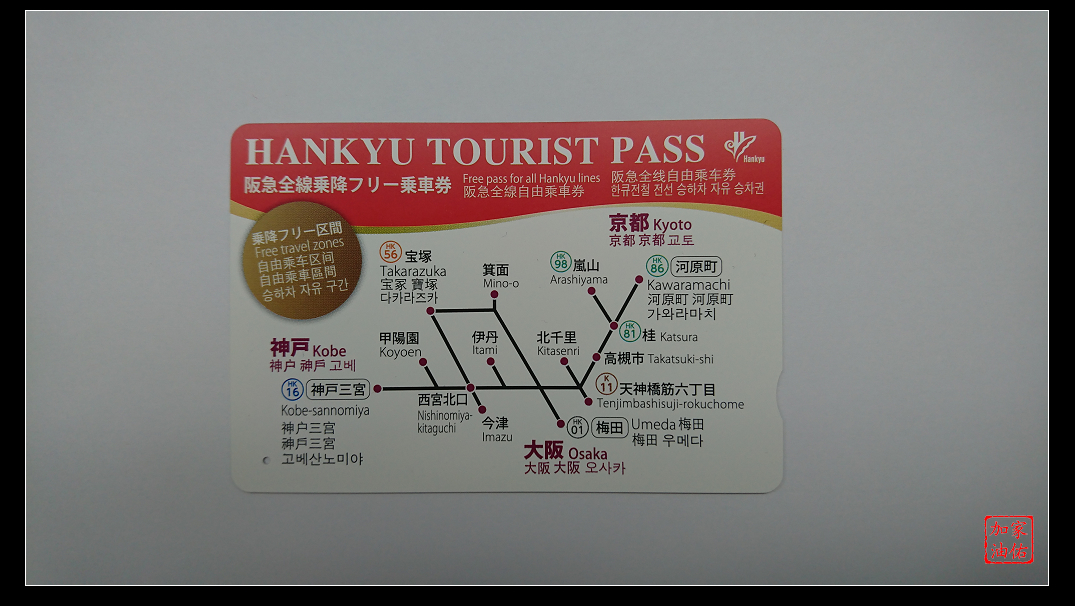 HANKYU TOURIST PASS
Hankyu
阪急全線乗降フリー乗車券
Free pass for all Hankyu lines
阪急全線自由乘車券
阪急全线自由乘车券
한큐전철 전선 승하차 자유 승차권
乗降フリー区間
Free travel zones
自由乘车区间
自由乘車區間
승하차 자유 구간
京都 Kyoto
京都 京都 교토
HK 56 宝塚
Takarazuka
宝冢 寶塚
다카라즈카
箕面
Mino-o
HK 98 嵐山
Arashiyama
HK 86 河原町
Kawaramachi
河原町 河原町
가와라마치
HK 81 桂 Katsura
高槻市 Takatsuki-shi
甲陽園
Koyoen
伊丹
Itami
北千里
Kitasenri
神戸 Kobe
神户 神戶 고베
HK 16 神戸三宮
Kobe-sannomiya
神户三宫
神戶三宮
고베산노미야
西宮北口
Nishinomiya-
kitaguchi
今津
Imazu
K 11 天神橋筋六丁目
Tenjimbashisuji-rokuchome
HK 01 梅田 Umeda 梅田
梅田 우메다
大阪 Osaka
大阪 大阪 오사카